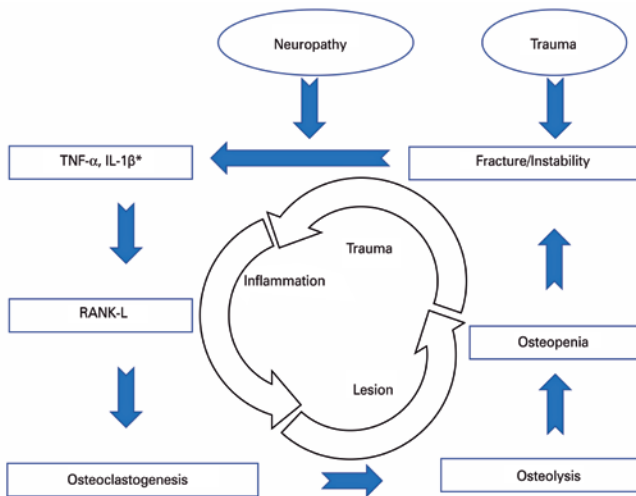 Neuropathy
Trauma
TNF-α, IL-1β*
Fracture/Instability
Trauma
Inflammation
RANK-L
Osteopenia
Lesion
Osteoclastogenesis
Osteolysis